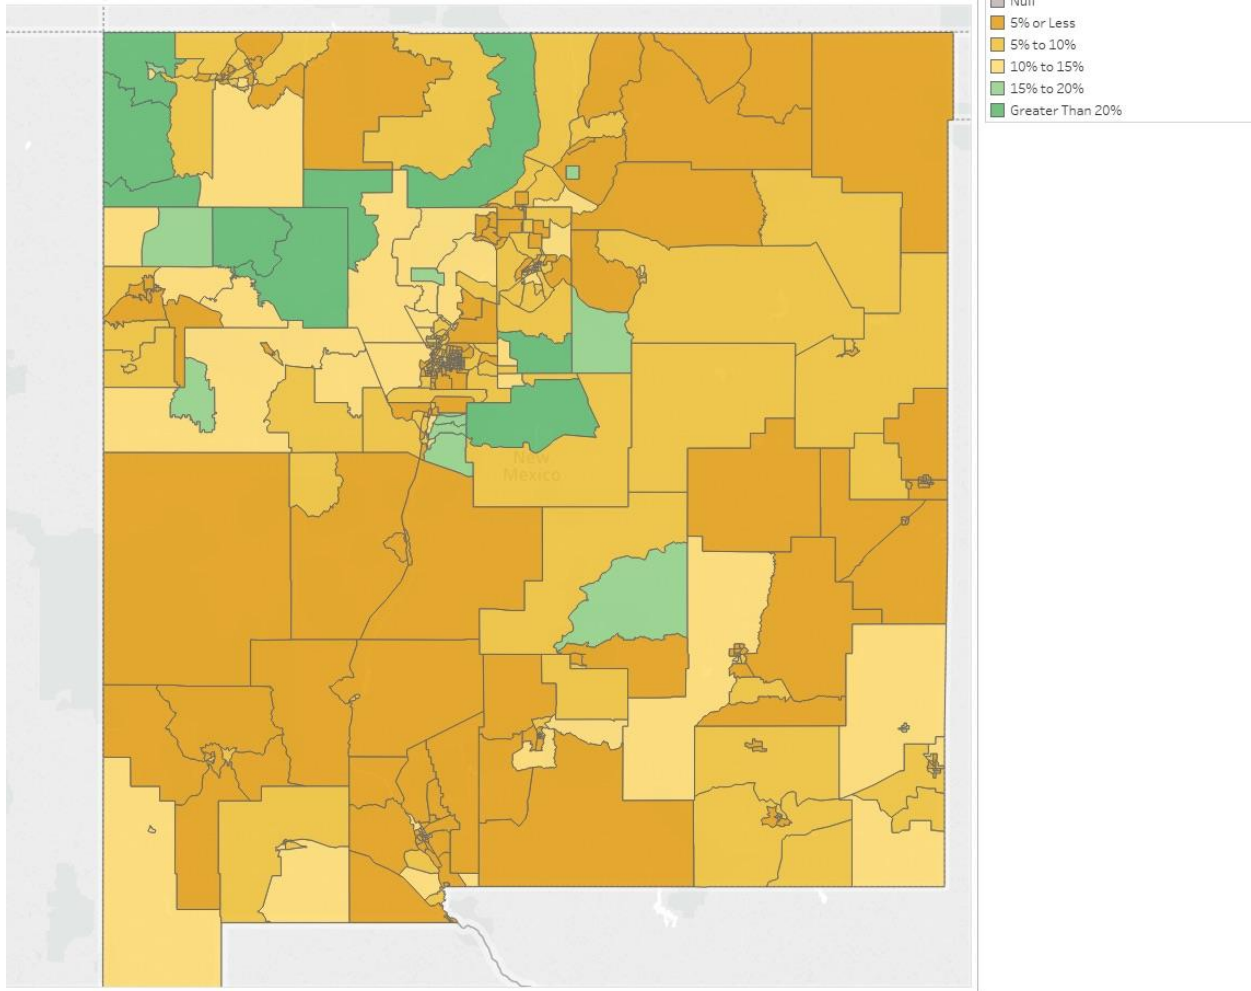 Null
5% or Less
5% to 10%
10% to 15%
15% to 20%
Greater Than 20%
New
Mexico